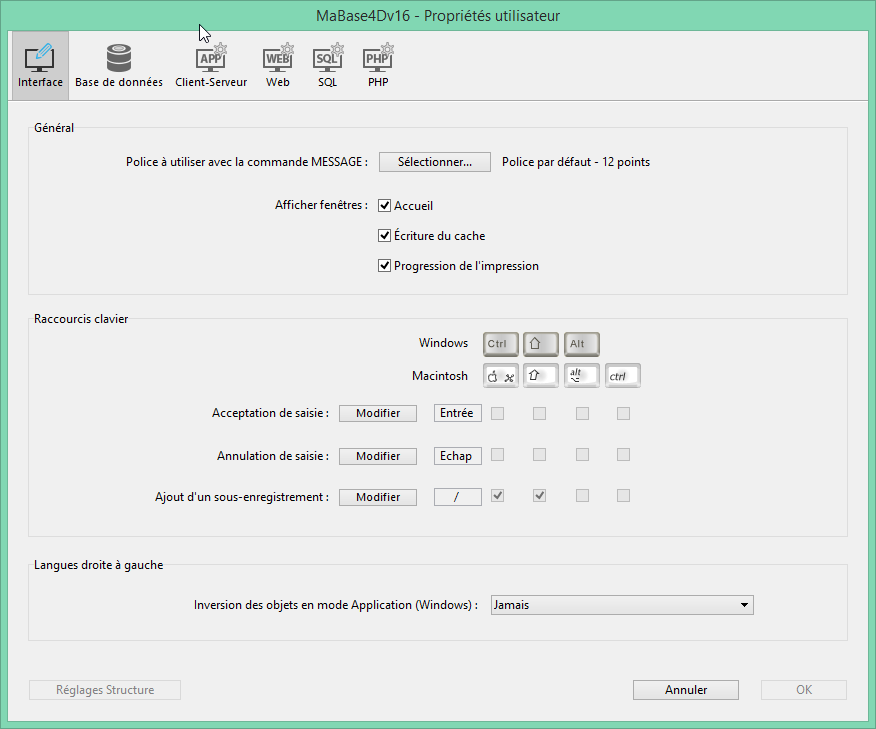 MaBase4Dv16 - Propriétés utilisateur
APP WEB SQL PHP
Interface Base de données Client-Serveur Web SQL PHP
Général
Police à utiliser avec la commande MESSAGE : Sélectionner... Police par défaut - 12 points
Afficher fenêtres : Accueil
Écriture du cache
Progression de l'impression
Raccourcis clavier
Windows Ctrl Alt
Macintosh alt ctrl
Acceptation de saisie : Modifier Entrée
Annulation de saisie : Modifier Echap
Ajout d'un sous-enregistrement : Modifier /
Langues droite à gauche
Inversion des objets en mode Application (Windows) : Jamais
Réglages Structure Annuler OK